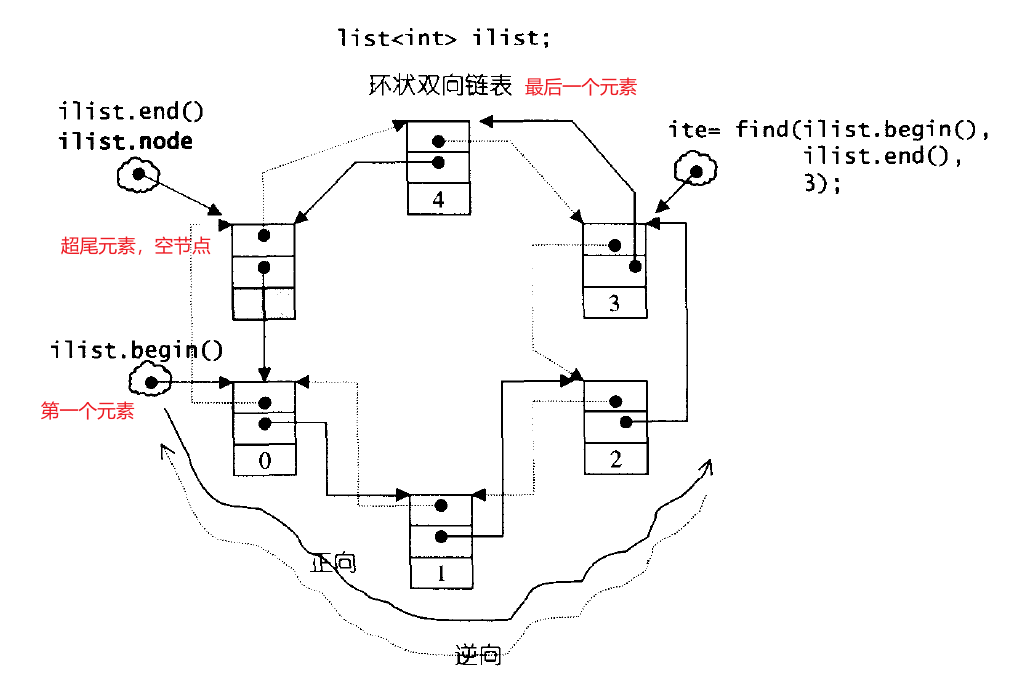 list<int> ilist;
环状双向链表 最后一个元素
ilist.end()
ilist.node
ite= find(ilist.begin(),
ilist.end(),
3);
4
超尾元素，空节点
3
ilist.begin()
第一个元素
0
2
1
正向
逆向